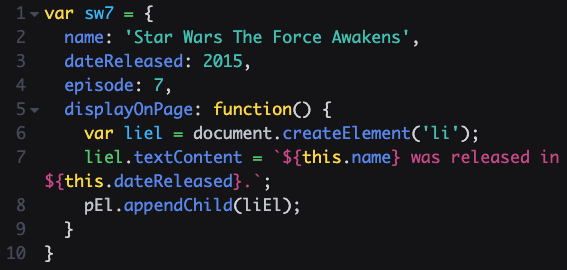 1 var sw7 = {
2 name: 'Star Wars The Force Awakens',
3 dateReleased: 2015,
4 episode: 7,
5 displayOnPage: function() {
6 var liel = document.createElement('li');
7 liel.textContent = `${this.name} was released in
${this.dateReleased}.`;
8 pEl.appendChild(liEl);
9 }
10 }